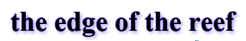 the edge of the reef